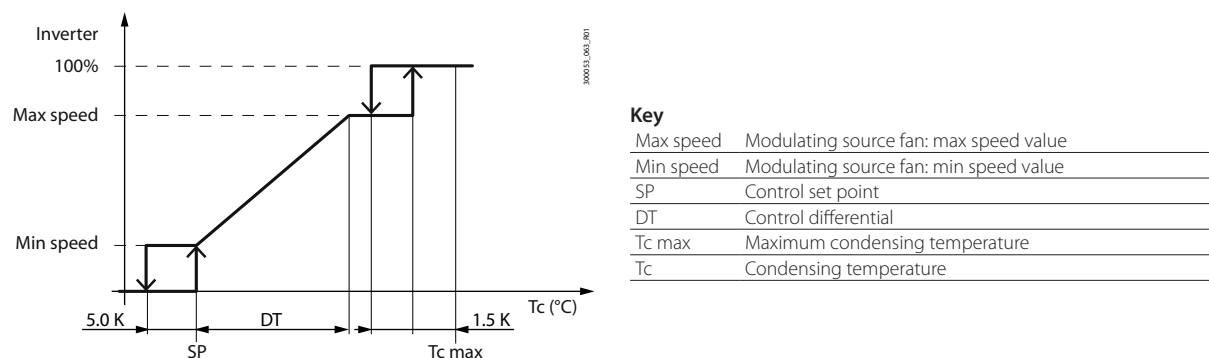 Inverter
100%
Max speed
Min speed
Tc (°C)
5.0 K
DT
1.5 K
SP
Tc max
300053_063_R01
Key
Max speed Modulating source fan: max speed value
Min speed Modulating source fan: min speed value
SP Control set point
DT Control differential
Tc max Maximum condensing temperature
Tc Condensing temperature